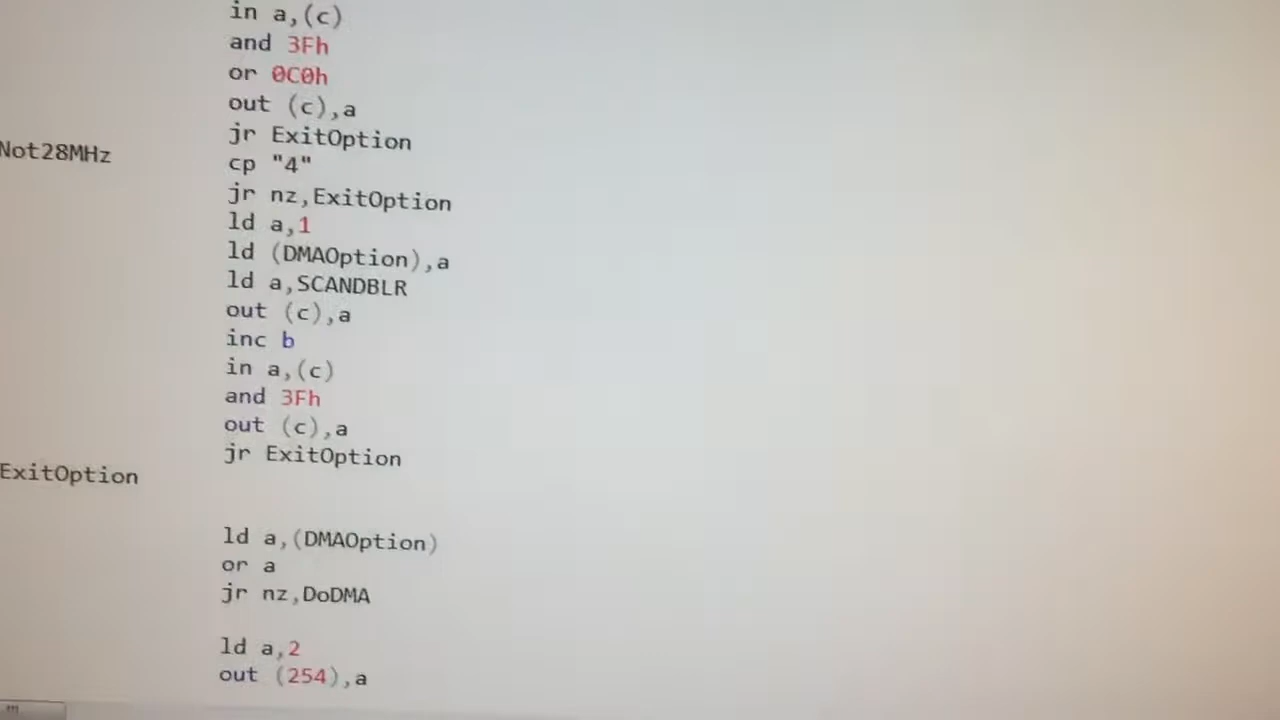 in a,(c)
and 3Fh
or 0C0h
out (c),a
jr ExitOption
Not28MHz cp "4"
jr nz,ExitOption
ld a,1
ld (DMAOption),a
ld a,SCANDBLR
out (c),a
inc b
in a,(c)
and 3Fh
out (c),a
jr ExitOption
ExitOption
ld a,(DMAOption)
or a
jr nz,DoDMA
ld a,2
out (254),a